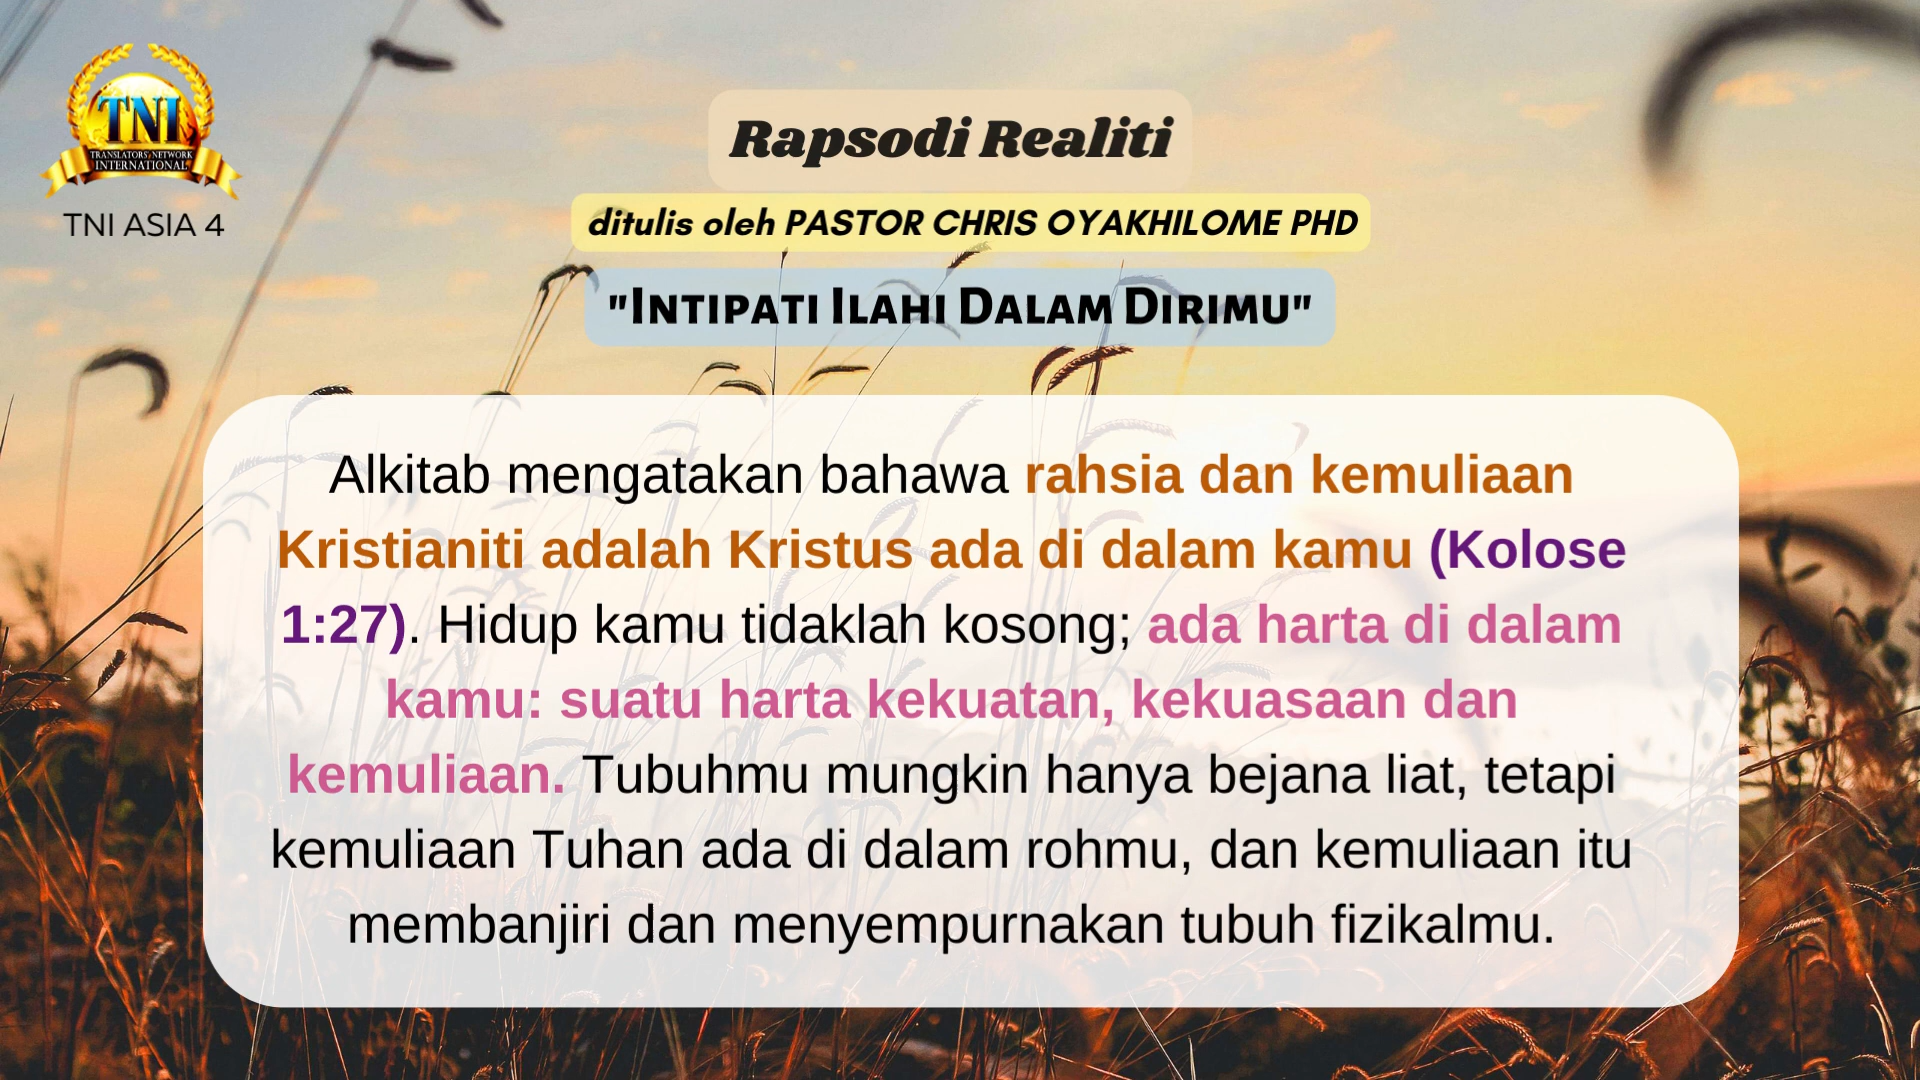 TNI
TRANSLATORS NETWORK
INTERNATIONAL
TNI ASIA 4
Rapsodi Realiti
ditulis oleh PASTOR CHRIS OYAKHILOME PHD
"Intipati Ilahi Dalam Dirimu"
Alkitab mengatakan bahawa rahsia dan kemuliaan
Kristianiti adalah Kristus ada di dalam kamu (Kolose
1:27). Hidup kamu tidaklah kosong; ada harta di dalam
kamu: suatu harta kekuatan, kekuasaan dan
kemuliaan. Tubuhmu mungkin hanya bejana liat, tetapi
kemuliaan Tuhan ada di dalam rohmu, dan kemuliaan itu
membanjiri dan menyempurnakan tubuh fizikalmu.